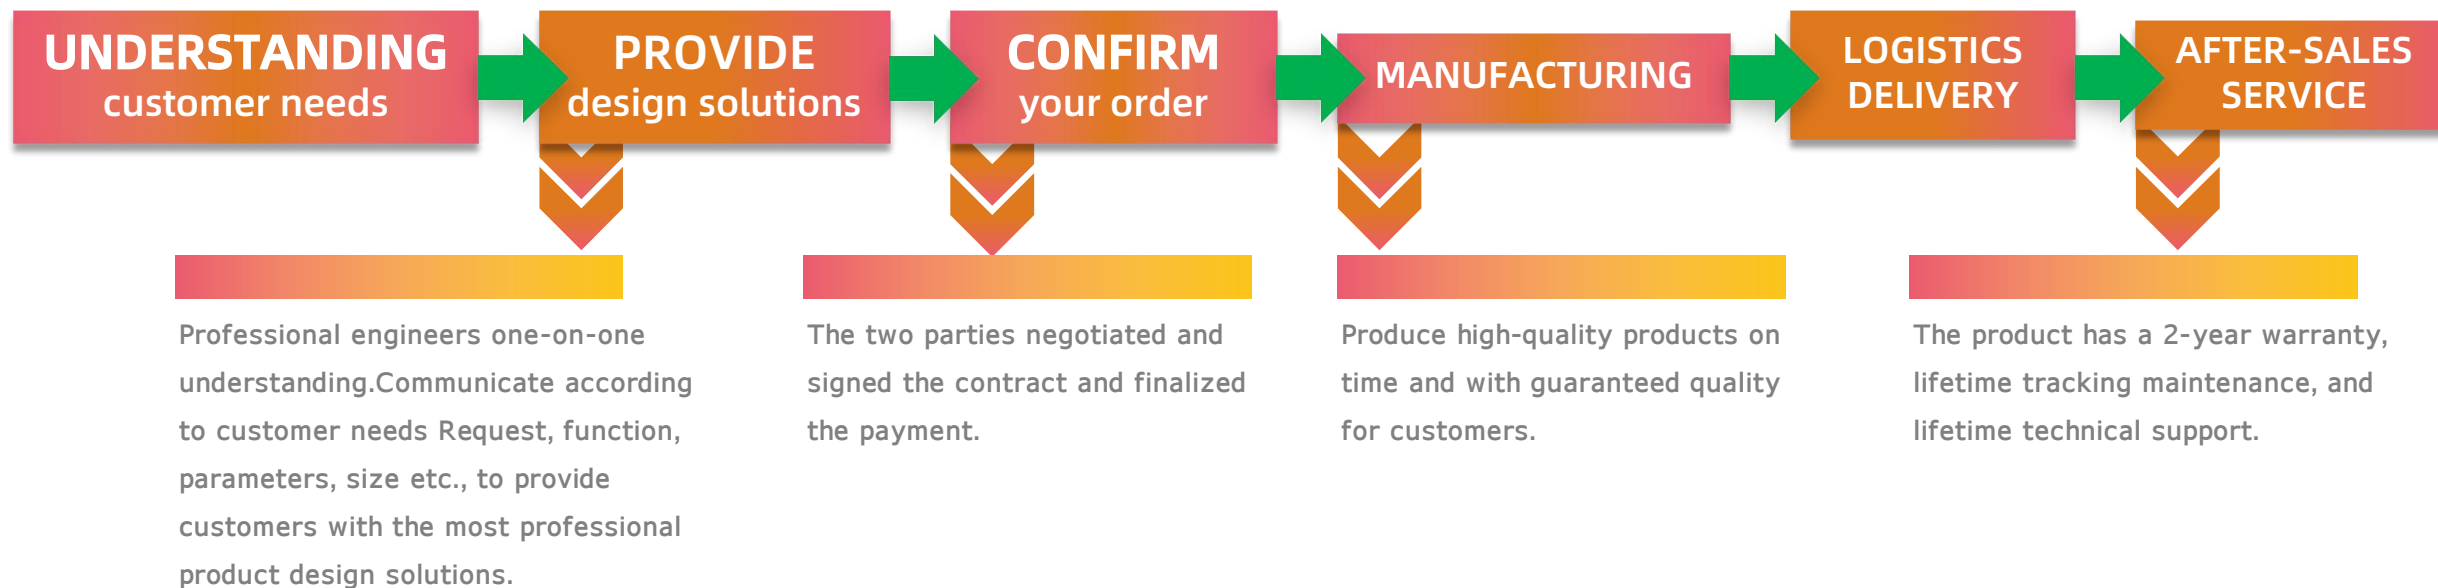 UNDERSTANDING
customer needs
PROVIDE
design solutions
CONFIRM
your order
MANUFACTURING
LOGISTICS
DELIVERY
AFTER-SALES
SERVICE
Professional engineers one-on-one
understanding.Communicate according
to customer needs Request, function,
parameters, size etc., to provide
customers with the most professional
product design solutions.
The two parties negotiated and
signed the contract and finalized
the payment.
Produce high-quality products on
time and with guaranteed quality
for customers.
The product has a 2-year warranty,
lifetime tracking maintenance, and
lifetime technical support.